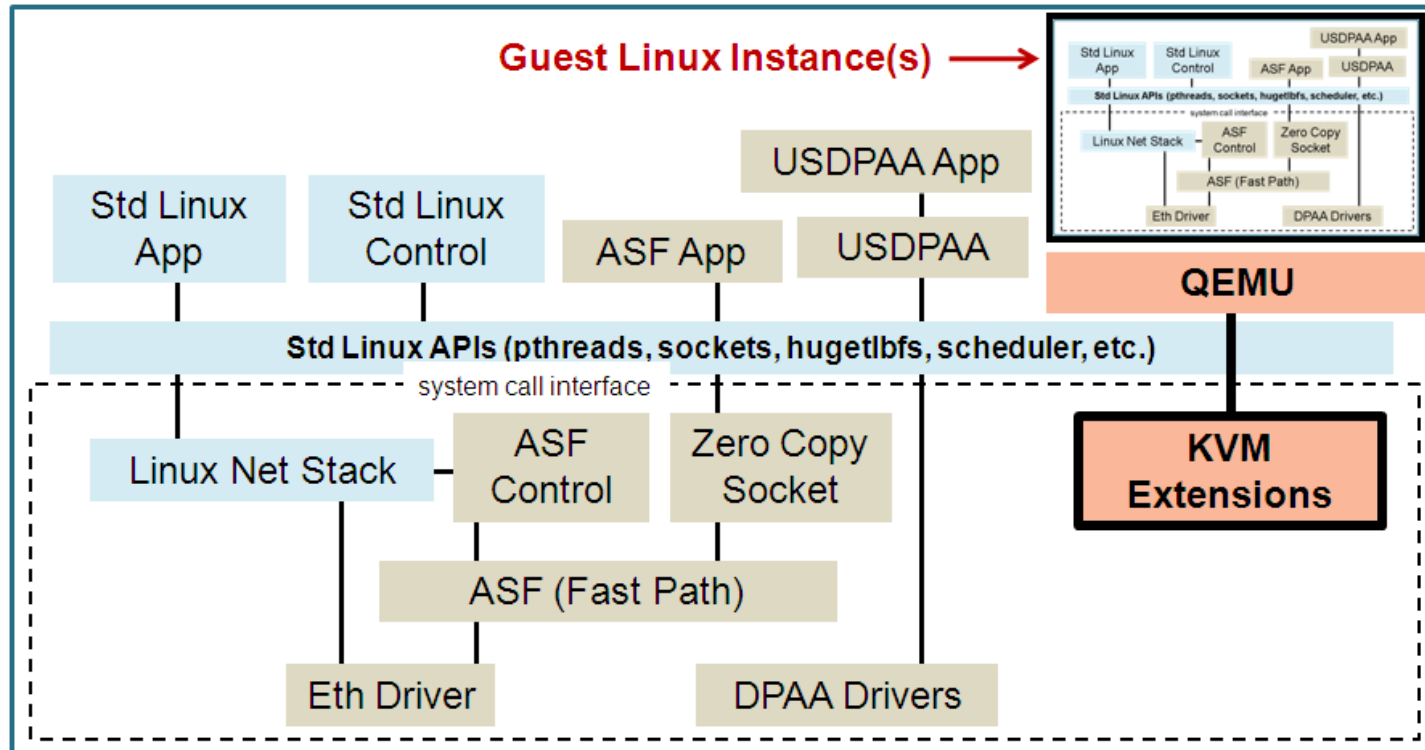 Guest Linux Instance(s)
USDPAA App
Std Linux
App
Std Linux
Control
ASF App
USDPAA
Std Linux APIs (pthreads, sockets, hugetlbfs, scheduler, etc.)
system call interface
Linux Net Stack
ASF
Control
Zero Copy
Socket
ASF (Fast Path)
Eth Driver
DPAA Drivers
QEMU
KVM
Extensions
USDPAA App
Std Linux
App
Std Linux
Control
ASF App
USDPAA
Std Linux APIs (pthreads, sockets, hugetlbfs, scheduler, etc.)
system call interface
Linux Net Stack
ASF
Control
Zero Copy
Socket
ASF (Fast Path)
Eth Driver
DPAA Drivers